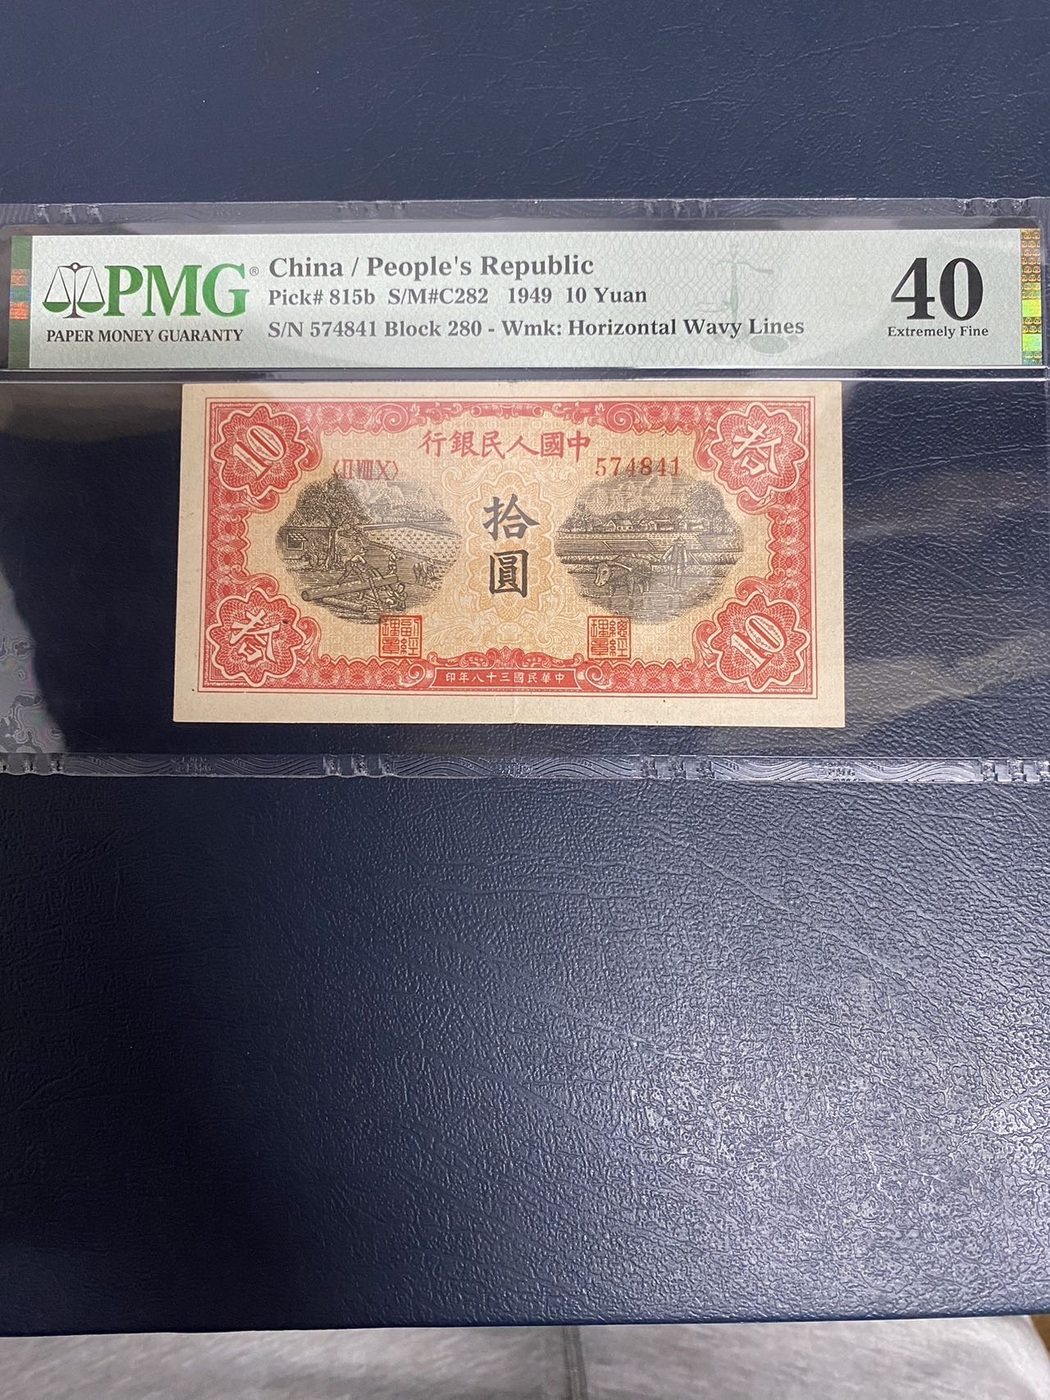 PMG®
PAPER MONEY GUARANTY
China / People's Republic
Pick# 815b S/M#C282 1949 10 Yuan
S/N 574841 Block 280 - Wmk: Horizontal Wavy Lines
40
Extremely Fine
10
行銀民人國中
拾
〈II VIII X〉
574841
拾
圓
拾
印年八十三國民華中
10